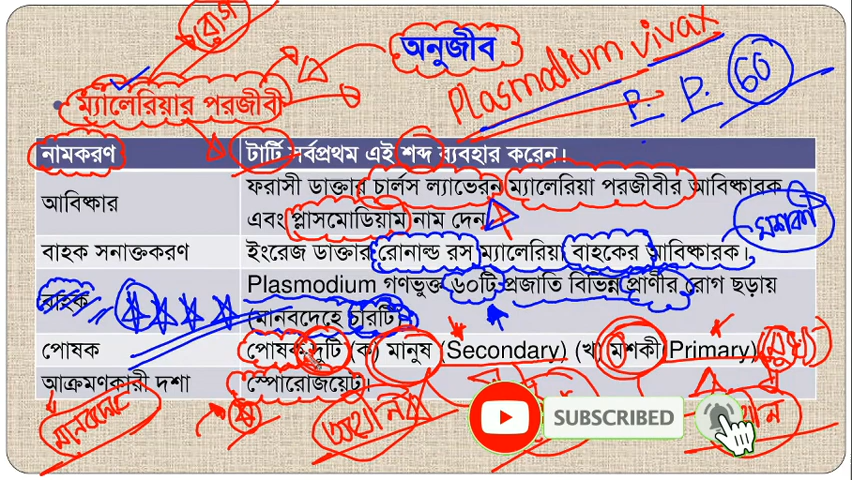 রোগ
অনুজীব
Plasmodium vivax
P. P. 60
• ম্যালেরিয়ার পরজীবী
নামকরণ টার্টি সর্বপ্রথম এই শব্দ ব্যবহার করেন।
আবিষ্কার ফরাসী ডাক্তার চার্লস ল্যাভেরন ম্যালেরিয়া পরজীবীর আবিষ্কারক
এবং প্লাসমোডিয়াম নাম দেন
মশকী
বাহক সনাক্তকরণ ইংরেজ ডাক্তার রোনাল্ড রস ম্যালেরিয়া বাহকের আবিষ্কারক।
বাহক Plasmodium গণভুক্ত ৬০টি প্রজাতি বিভিন্ন প্রাণীর রোগ ছড়ায়
(মানবদেহে চারটি)।
পোষক পোষক দুটি (ক) মানুষ (Secondary) (খ) মশকী(Primary) (মুখ্য)
আক্রমণকারী দশা স্পোরোজিয়েট।
মানবদেহে
SUBSCRIBED